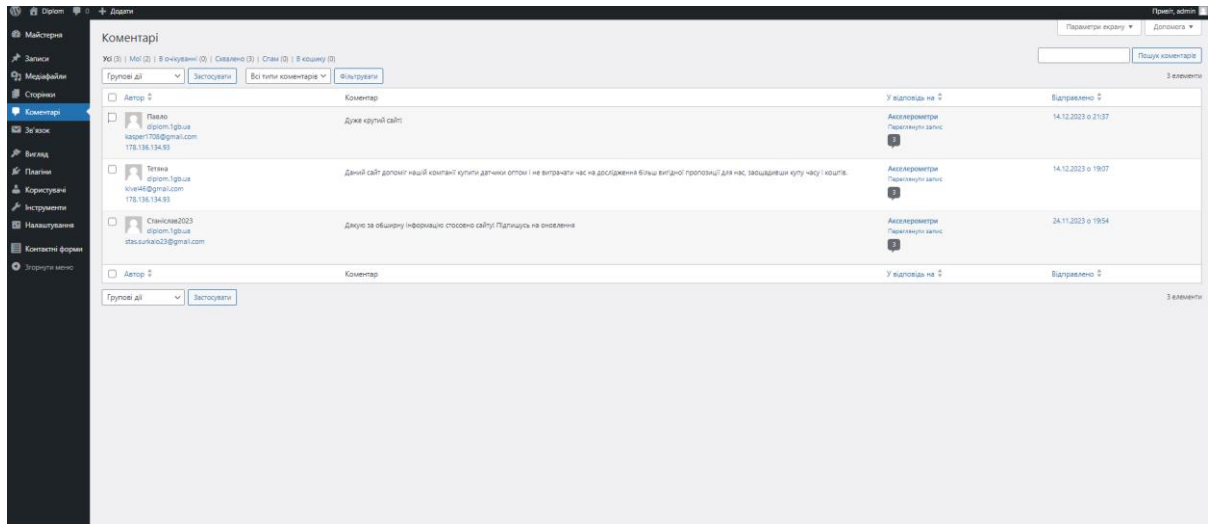 Diplom 0 + Додати Привіт, admin
Майстерня
Записи
Медіафайли
Сторінки
Коментарі
Зв'язок
Вигляд
Плагіни
Користувачі
Інструменти
Налаштування
Контактні форми
Згорнути меню
Параметри екрану Допомога
Коментарі
Усі (3) | Мої (2) | В очікуванні (0) | Схвалено (3) | Спам (0) | В кошику (0)
Пошук коментарів
Групові дії Застосувати Всі типи коментарів Фільтрувати 3 елементи
Автор Коментар У відповідь на Відправлено
Павло
diplom.1gb.ua
kasper1708@gmail.com
178.136.134.93
Дуже крутий сайт!
Акселерометри
Переглянути запис
3
14.12.2023 о 21:37
Тетяна
diplom.1gb.ua
kivel46@gmail.com
178.136.134.93
Даний сайт допоміг нашій компанії купити датчики оптом і не витрачати час на дослідження більш вигідної пропозиції для нас, заощадивши купу часу і коштів.
Акселерометри
Переглянути запис
3
14.12.2023 о 19:07
Станіслав2023
diplom.1gb.ua
stas.surkalo23@gmail.com
Дякую за обширну інформацію стосовно сайту! Підпишусь на оновлення
Акселерометри
Переглянути запис
3
24.11.2023 о 19:54
Автор Коментар У відповідь на Відправлено
Групові дії Застосувати 3 елементи